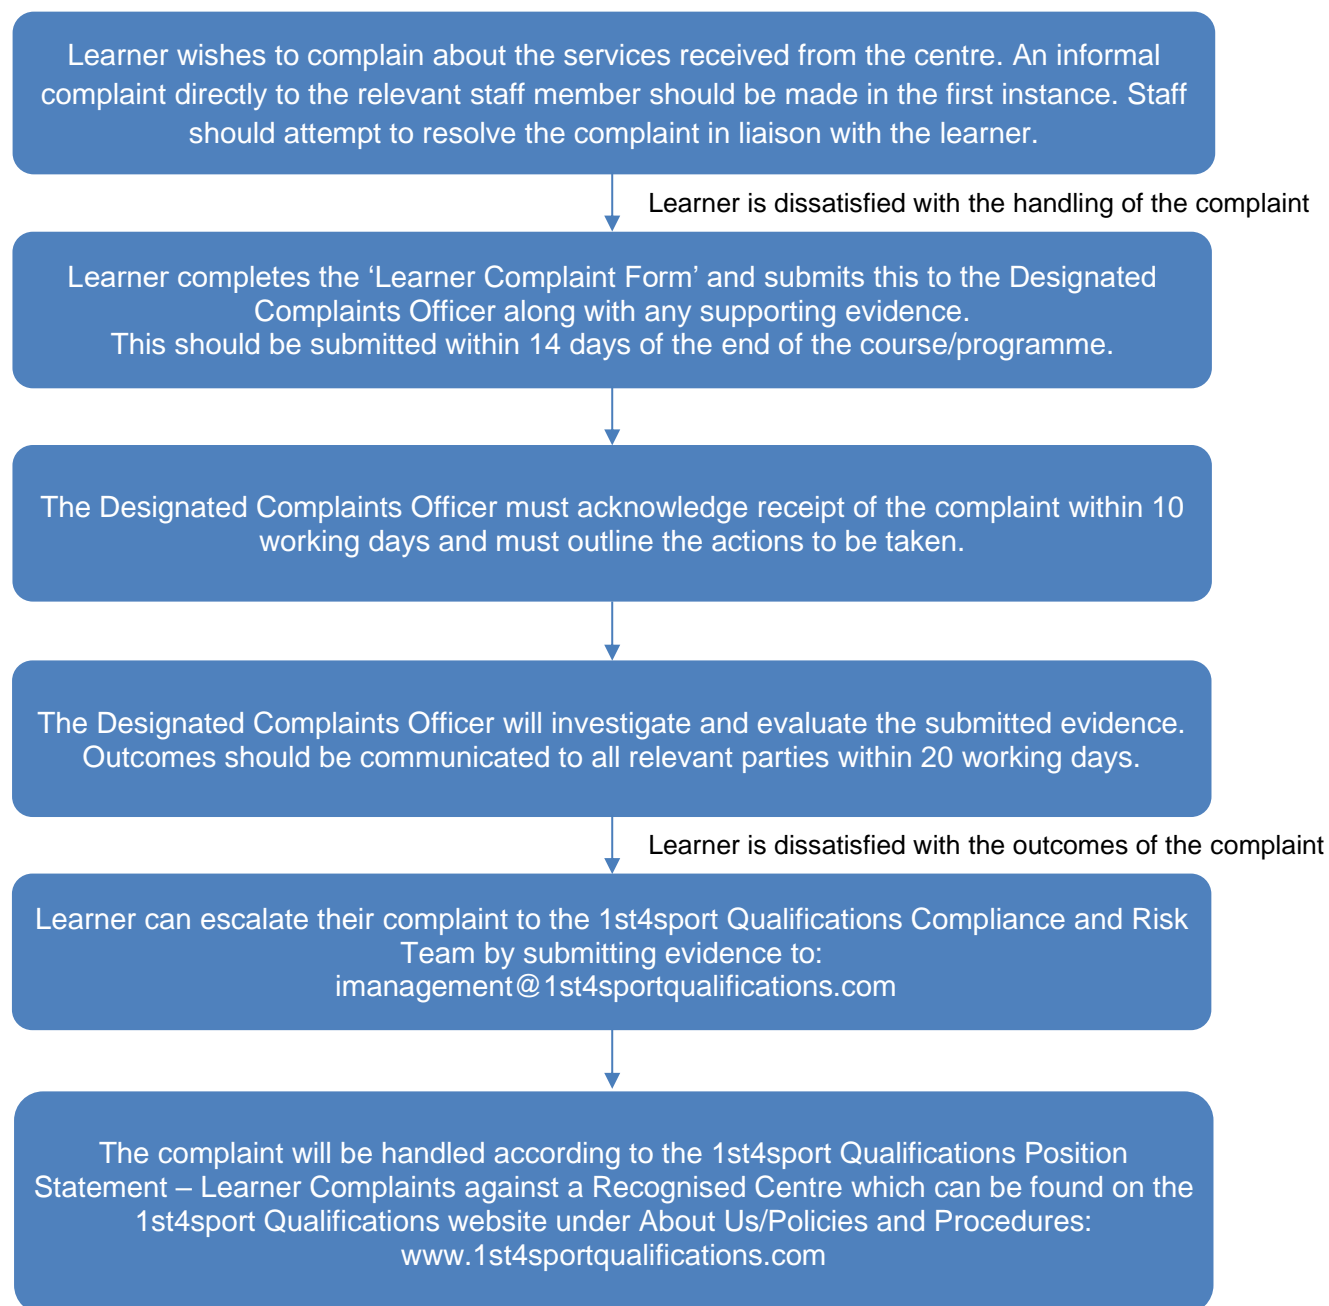 Learner wishes to complain about the services received from the centre. An informal
complaint directly to the relevant staff member should be made in the first instance. Staff
should attempt to resolve the complaint in liaison with the learner.
Learner is dissatisfied with the handling of the complaint
Learner completes the ‘Learner Complaint Form’ and submits this to the Designated
Complaints Officer along with any supporting evidence.
This should be submitted within 14 days of the end of the course/programme.
The Designated Complaints Officer must acknowledge receipt of the complaint within 10
working days and must outline the actions to be taken.
The Designated Complaints Officer will investigate and evaluate the submitted evidence.
Outcomes should be communicated to all relevant parties within 20 working days.
Learner is dissatisfied with the outcomes of the complaint
Learner can escalate their complaint to the 1st4sport Qualifications Compliance and Risk
Team by submitting evidence to:
imanagement@1st4sportqualifications.com
The complaint will be handled according to the 1st4sport Qualifications Position
Statement – Learner Complaints against a Recognised Centre which can be found on the
1st4sport Qualifications website under About Us/Policies and Procedures:
www.1st4sportqualifications.com